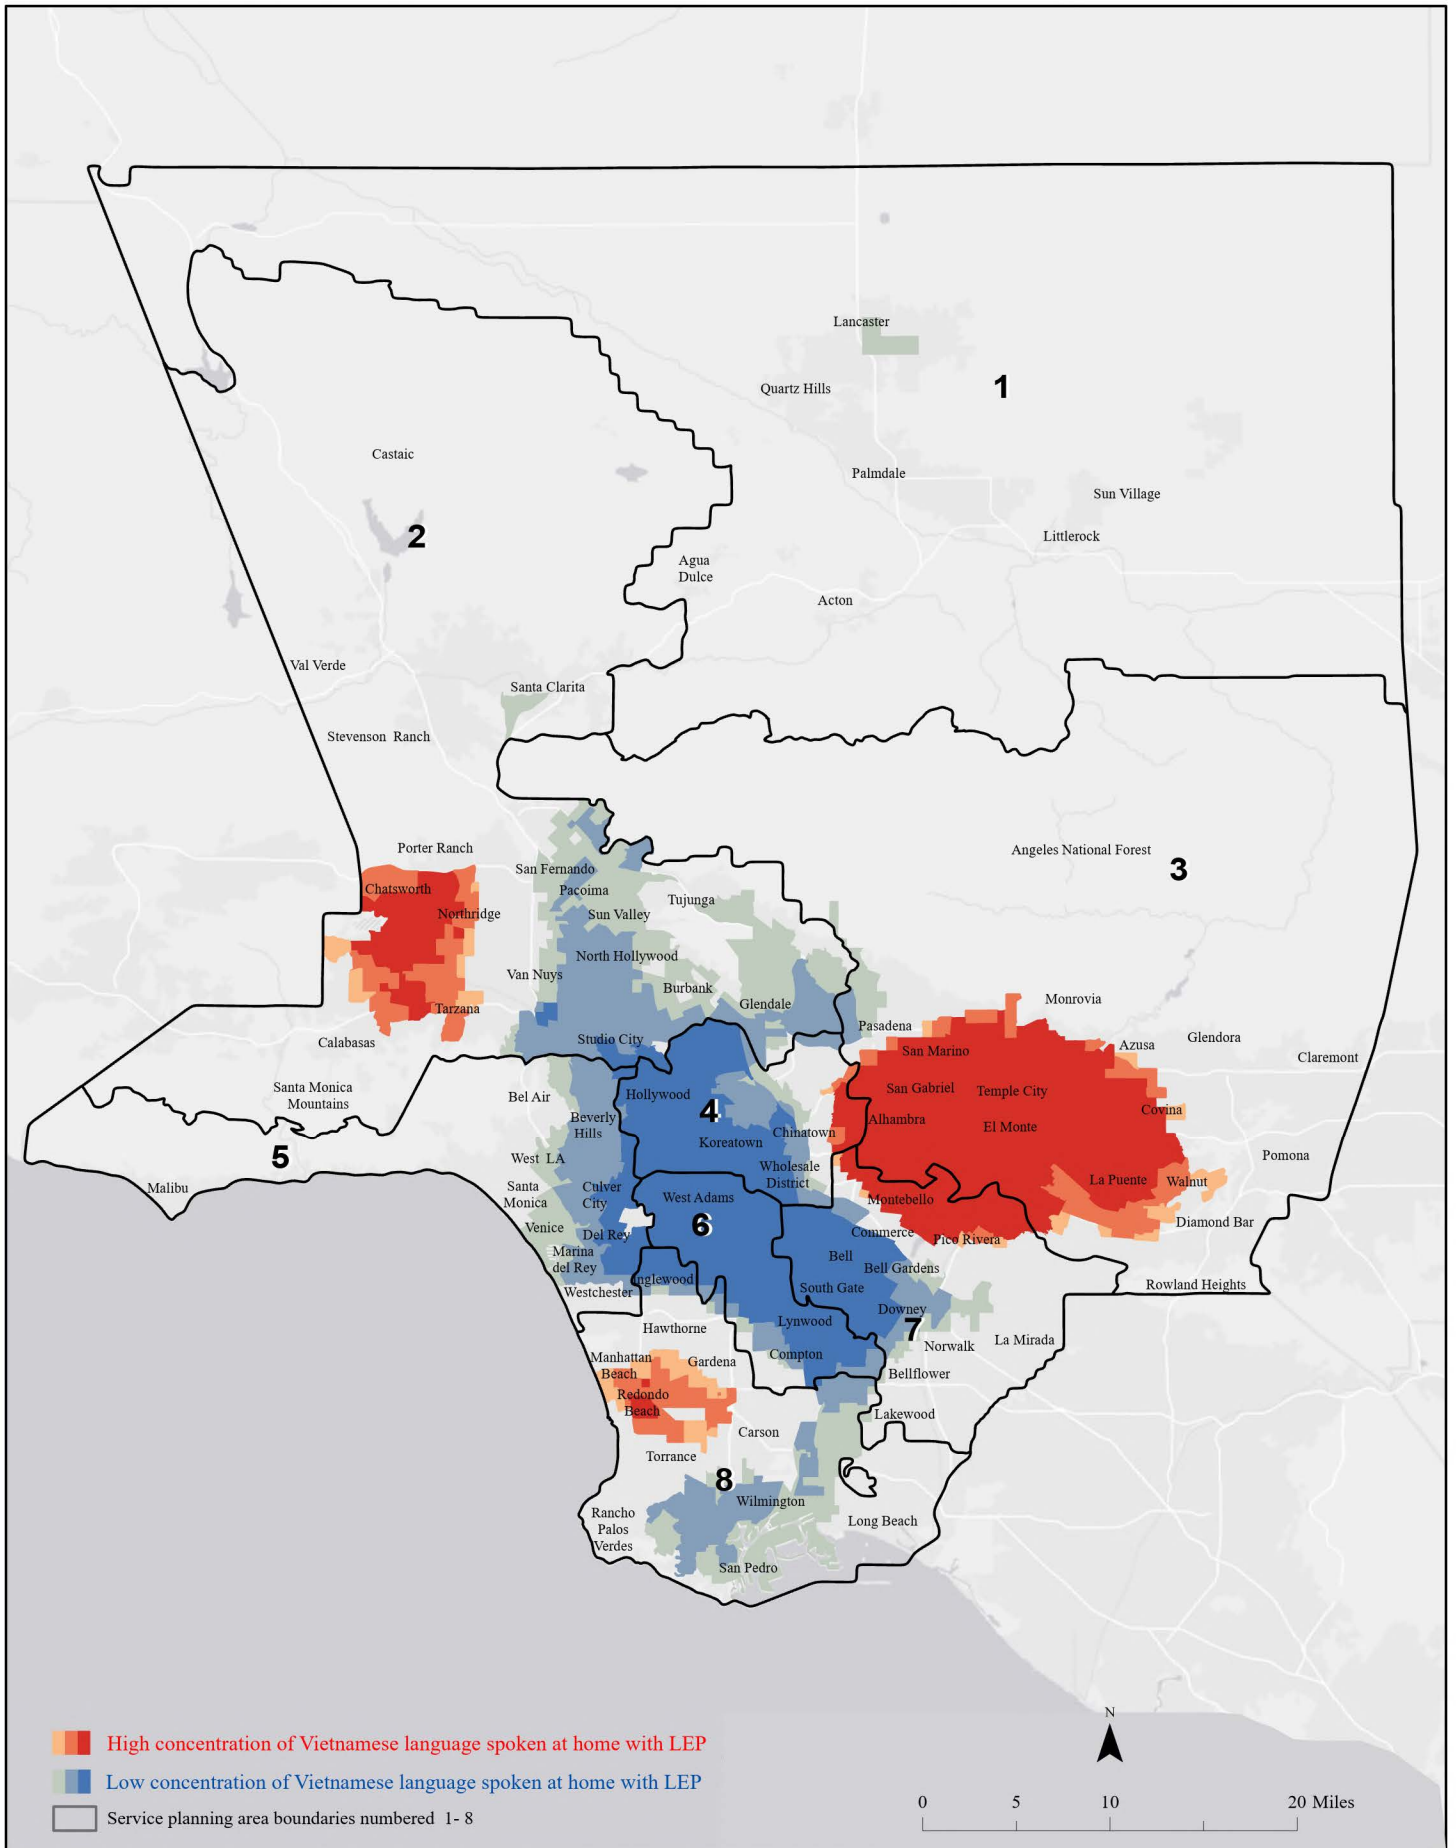 Lancaster
1
Quartz Hills
Castaic
Palmdale
Sun Village
2
Littlerock
Agua
Dulce
Acton
Val Verde
Santa Clarita
Stevenson Ranch
Porter Ranch
Angeles National Forest
3
San Fernando
Chatsworth
Pacoima
Tujunga
Northridge
Sun Valley
North Hollywood
Van Nuys
Burbank
Glendale
Monrovia
Tarzana
Pasadena
Studio City
Calabasas
San Marino
Azusa
Glendora
Claremont
Santa Monica
Mountains
Bel Air
Hollywood
San Gabriel
Temple City
4
Beverly
Hills
Alhambra
Covina
El Monte
Chinatown
Koreatown
5
West LA
Wholesale
District
Pomona
Malibu
Santa
Monica
Culver
City
West Adams
La Puente
Walnut
Montebello
6
Venice
Del Rey
Commerce
Pico Rivera
Diamond Bar
Marina
del Rey
Bell
Bell Gardens
Inglewood
South Gate
Rowland Heights
Westchester
Downey
Lynwood
7
Hawthorne
Norwalk
La Mirada
Manhattan
Beach
Gardena
Compton
Bellflower
Redondo
Beach
Lakewood
Carson
Torrance
8
Wilmington
Rancho
Palos
Verdes
Long Beach
San Pedro
N
High concentration of Vietnamese language spoken at home with LEP
Low concentration of Vietnamese language spoken at home with LEP
Service planning area boundaries numbered 1- 8
0 5 10 20 Miles